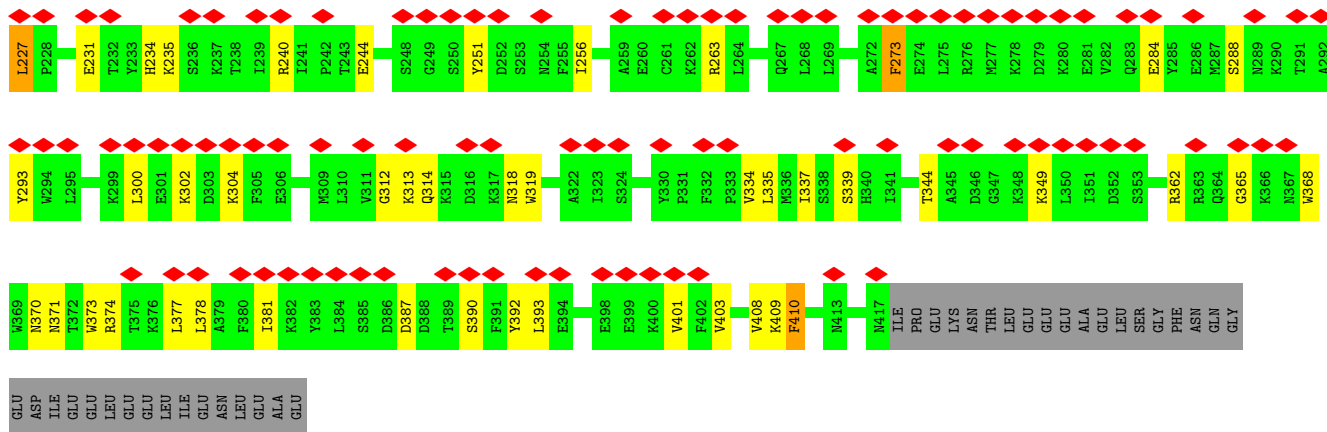 L227 P228 E231 T232 Y233 H234 K235 S236 K237 T238 I239 R240 I241 P242 T243 E244 S248 G249 S250 Y251 D252 S253 N254 F255 I256 A259 E260 C261 K262 R263 L264 Q267 L268 L269 A272 F273 E274 L275 R276 M277 K278 D279 K280 E281 V282 Q283 E284 Y285 E286 M287 S288 N289 K290 T291 A292
Y293 W294 L295 K299 L300 E301 K302 D303 K304 F305 E306 M309 L310 V311 G312 K313 Q314 K315 D316 K317 N318 W319 A322 I323 S324 Y330 P331 F332 P333 V334 L335 M336 I337 S338 S339 H340 I341 T344 A345 D346 G347 K348 K349 L350 I351 D352 S353 R362 R363 Q364 G365 K366 N367 W368
W369 N370 N371 T372 W373 R374 T375 K376 L377 L378 A379 F380 I381 K382 Y383 L384 S385 D386 D387 D388 T389 S390 F391 Y392 L393 E394 E398 E399 K400 V401 F402 V403 V408 K409 F410 N413 N417 ILE PRO GLU LYS ASN THR LEU GLU GLU GLU ALA GLU LEU SER GLY PHE ASN GLN GLY
GLU ASP ILE GLU GLU LEU GLU GLU LEU ILE GLU ASN LEU GLU ALA GLU